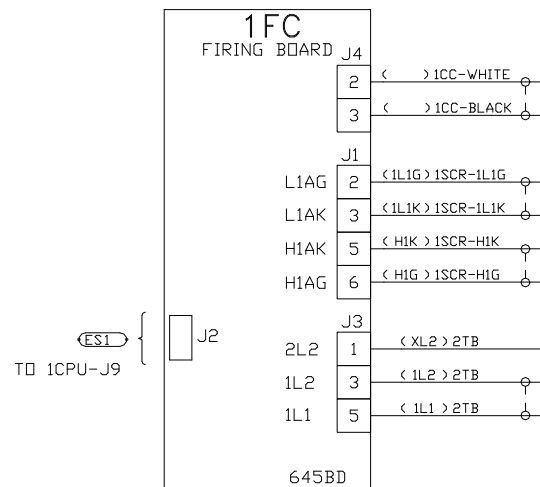 1FC
FIRING BOARD
J4
2 ( ) 1CC-WHITE
3 ( ) 1CC-BLACK
J1
L1AG 2 (1L1G) 1SCR-1L1G
L1AK 3 (1L1K) 1SCR-1L1K
H1AK 5 ( H1K ) 1SCR-H1K
H1AG 6 ( H1G ) 1SCR-H1G
J3
ES1 J2
2L2 1 ( XL2 ) 2TB
TO 1CPU-J9
1L2 3 ( 1L2 ) 2TB
1L1 5 ( 1L1 ) 2TB
645BD